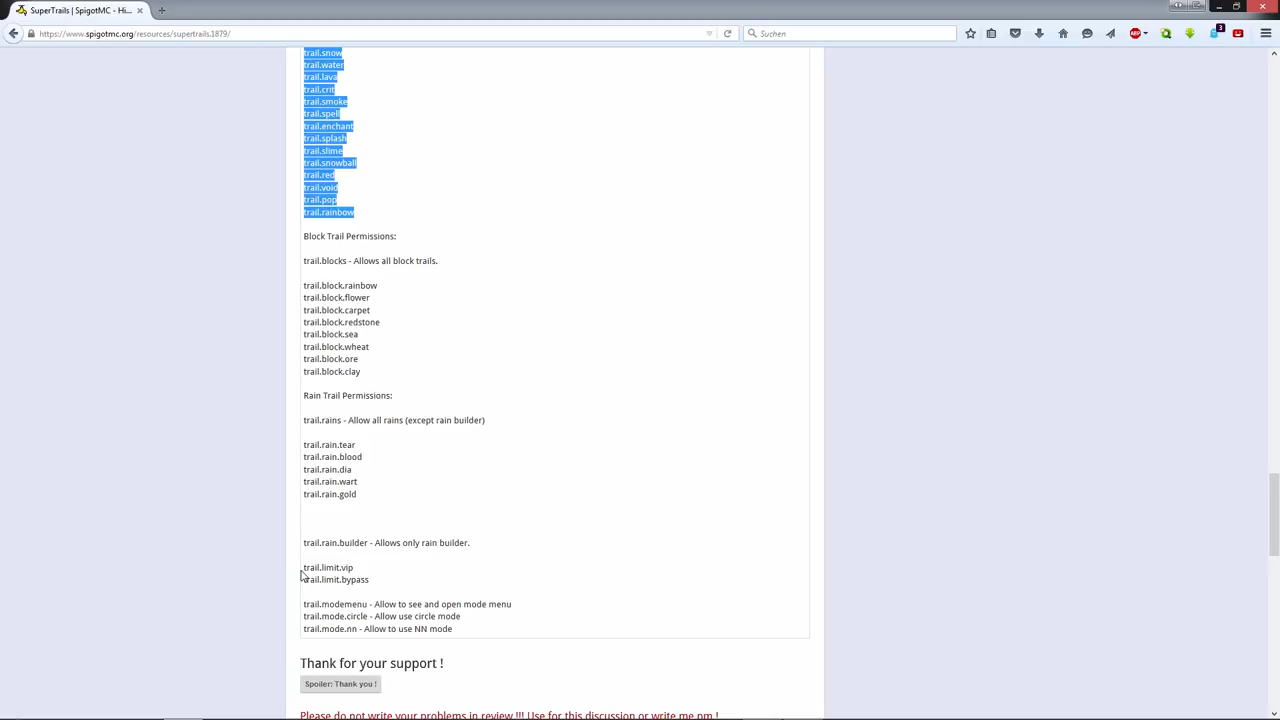 SuperTrails | SpigotMC - Hi...
https://www.spigotmc.org/resources/supertrails.1879/
Suchen
ABP
3
trail.snow
trail.water
trail.lava
trail.crit
trail.smoke
trail.spell
trail.enchant
trail.splash
trail.slime
trail.snowball
trail.red
trail.void
trail.pop
trail.rainbow
Block Trail Permissions:
trail.blocks - Allows all block trails.
trail.block.rainbow
trail.block.flower
trail.block.carpet
trail.block.redstone
trail.block.sea
trail.block.wheat
trail.block.ore
trail.block.clay
Rain Trail Permissions:
trail.rains - Allow all rains (except rain builder)
trail.rain.tear
trail.rain.blood
trail.rain.dia
trail.rain.wart
trail.rain.gold
trail.rain.builder - Allows only rain builder.
trail.limit.vip
trail.limit.bypass
trail.modemenu - Allow to see and open mode menu
trail.mode.circle - Allow use circle mode
trail.mode.nn - Allow to use NN mode
Thank for your support !
Spoiler: Thank you !
Please do not write your problems in review !!! Use for this discussion or write me pm !